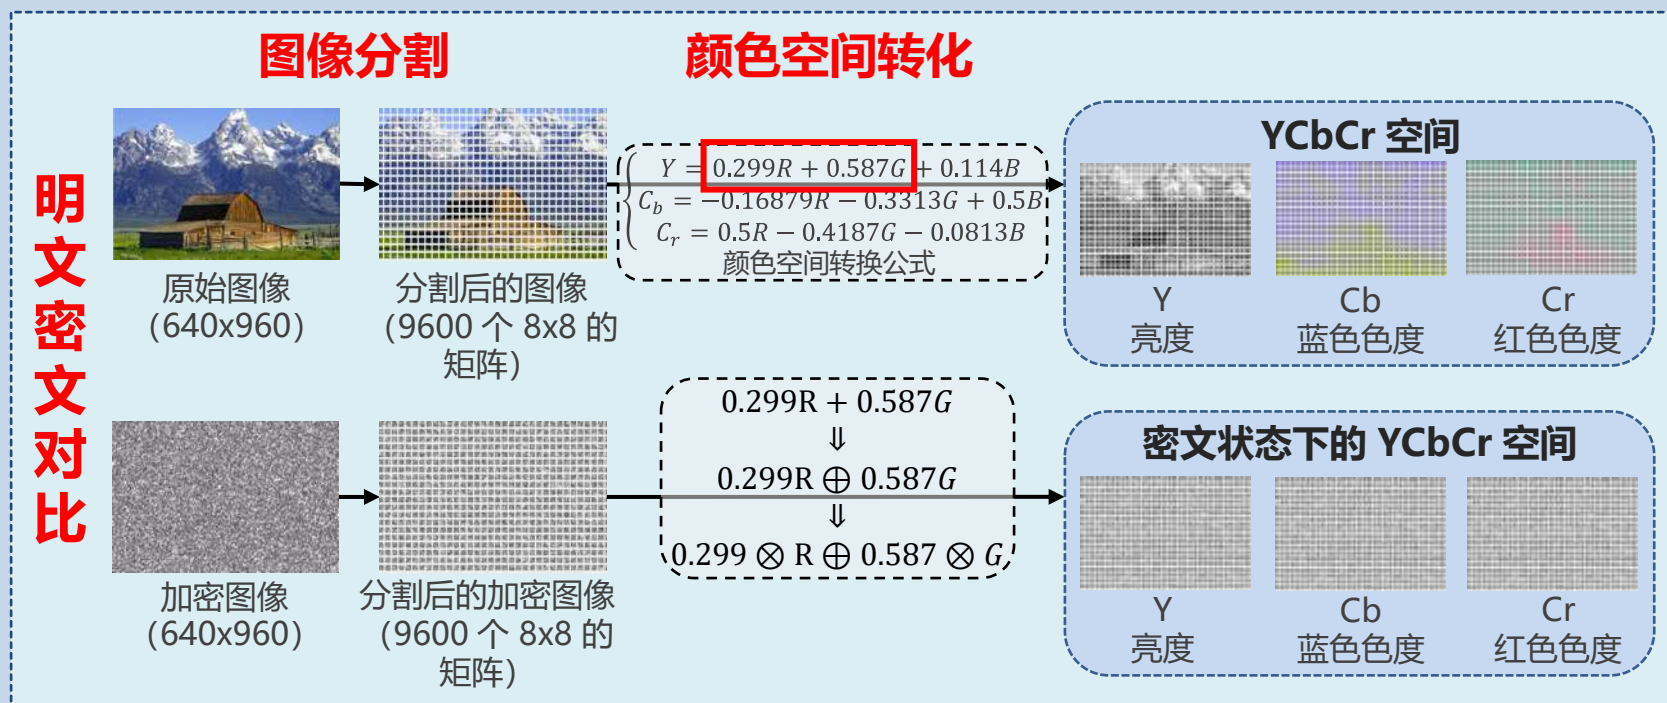 图像分割
颜色空间转化
明文密文对比
原始图像
（640x960）
分割后的图像
（9600 个 8x8 的
矩阵）
Y = 0.299R + 0.587G + 0.114B
C_b = −0.16879R − 0.3313G + 0.5B
C_r = 0.5R − 0.4187G − 0.0813B
颜色空间转换公式
YCbCr 空间
Y
亮度
Cb
蓝色色度
Cr
红色色度
加密图像
（640x960）
分割后的加密图像
（9600 个 8x8 的
矩阵）
0.299R + 0.587G
⇓
0.299R ⊕ 0.587G
⇓
0.299 ⊗ R ⊕ 0.587 ⊗ G
密文状态下的 YCbCr 空间
Y
亮度
Cb
蓝色色度
Cr
红色色度